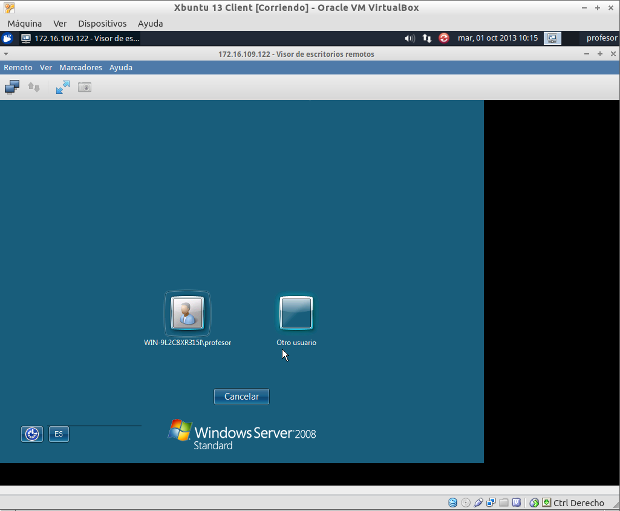 Xbuntu 13 Client [Corriendo] - Oracle VM VirtualBox
Máquina Ver Dispositivos Ayuda
172.16.109.122 - Visor de es... mar, 01 oct 2013 10:15 profesor
172.16.109.122 - Visor de escritorios remotos
Remoto Ver Marcadores Ayuda
WIN-9L2C8XR315I\profesor Otro usuario
Cancelar
ES
Windows Server 2008
Standard
Ctrl Derecho